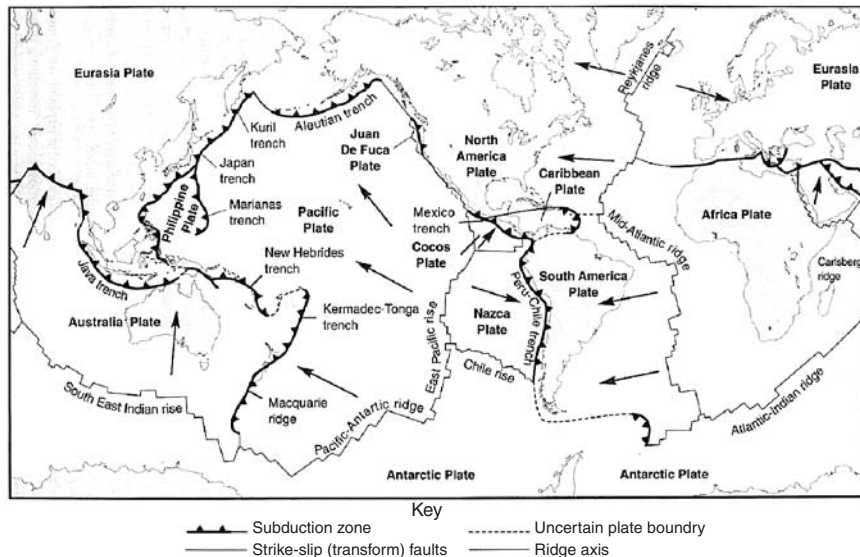 Eurasia Plate
Kuril
trench
Aleutian trench
Japan
trench
Juan
De Fuca
Plate
North
America
Plate
Caribbean
Plate
Reykjanes
ridge
Eurasia
Plate
Philippine
Plate
Marianas
trench
Pacific
Plate
Mexico
trench
Cocos
Plate
Mid-Atlantic ridge
Africa Plate
Carlsberg
ridge
Java trench
New Hebrides
trench
Australia Plate
Kermadec-Tonga
trench
East Pacific rise
Nazca
Plate
Peru-Chile trench
South America
Plate
Chile rise
South East Indian rise
Macquarie
ridge
Pacific-Antartic ridge
Atlantic-Indian ridge
Antarctic Plate
Antarctic Plate
Key
Subduction zone
Uncertain plate boundry
Strike-slip (transform) faults
Ridge axis